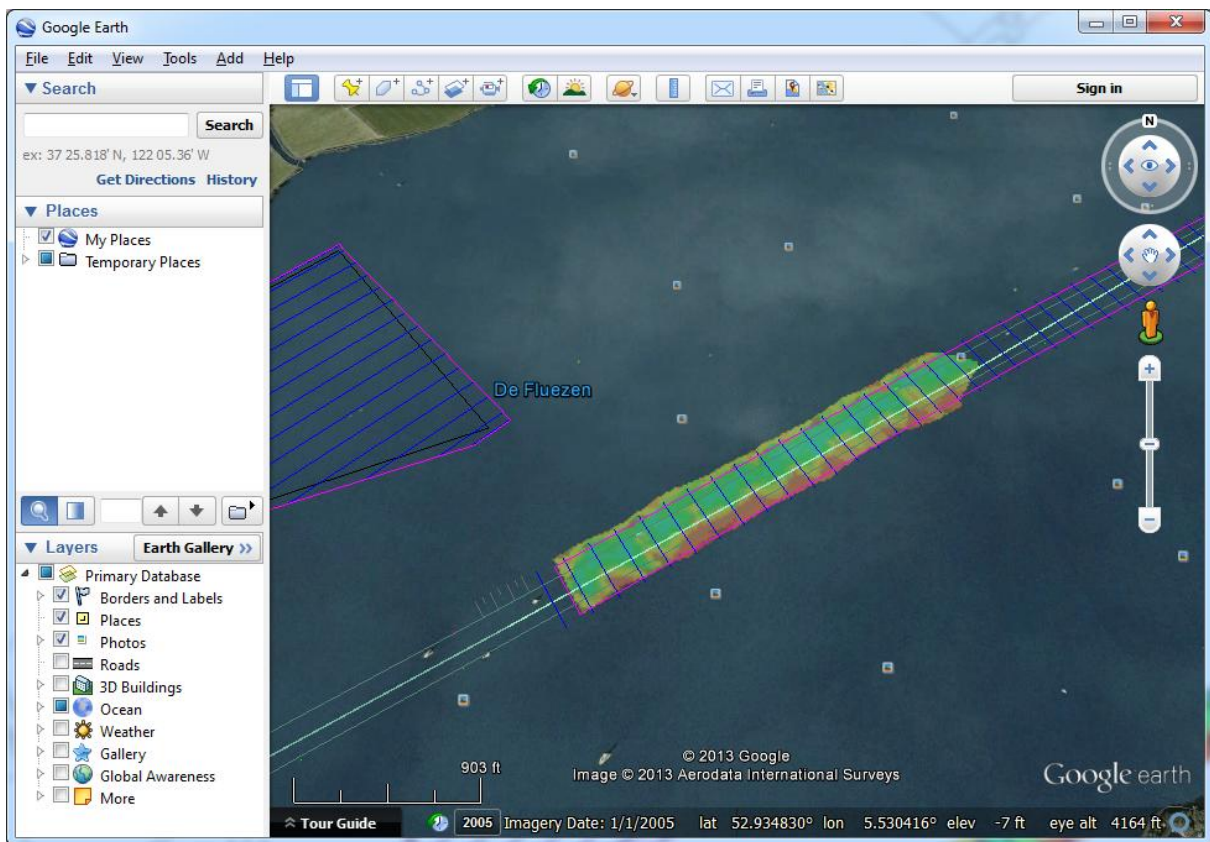 Google Earth
File Edit View Tools Add Help
Search
Search
ex: 37 25.818' N, 122 05.36' W
Get Directions History
Places
My Places
Temporary Places
Layers
Earth Gallery >>
Primary Database
Borders and Labels
Places
Photos
Roads
3D Buildings
Ocean
Weather
Gallery
Global Awareness
More
Sign in
N
De Fluezen
903 ft
© 2013 Google
Image © 2013 Aerodata International Surveys
Google earth
Tour Guide
2005
Imagery Date: 1/1/2005 lat 52.934830° lon 5.530416° elev -7 ft eye alt 4164 ft